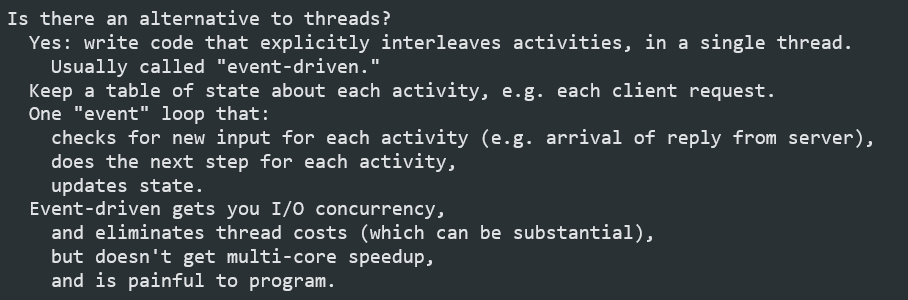 Is there an alternative to threads?
Yes: write code that explicitly interleaves activities, in a single thread.
Usually called "event-driven."
Keep a table of state about each activity, e.g. each client request.
One "event" loop that:
checks for new input for each activity (e.g. arrival of reply from server),
does the next step for each activity,
updates state.
Event-driven gets you I/O concurrency,
and eliminates thread costs (which can be substantial),
but doesn't get multi-core speedup,
and is painful to program.